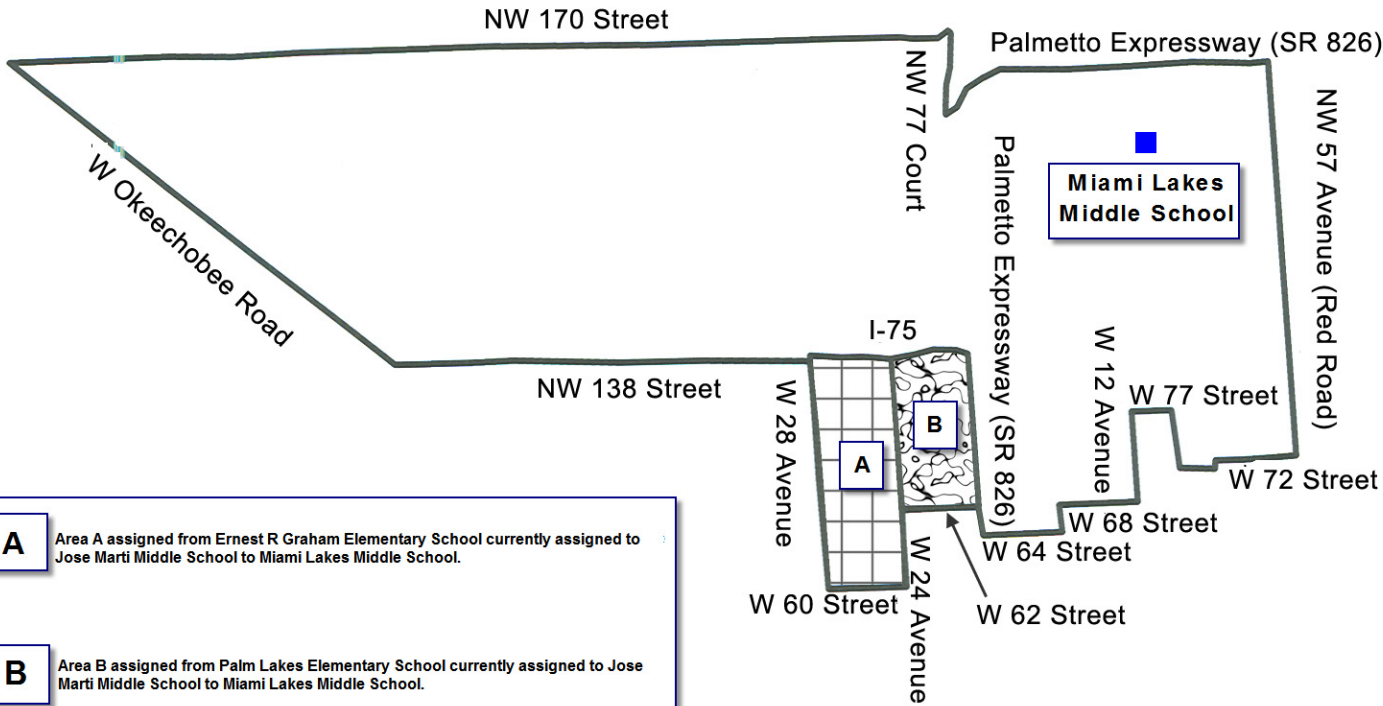 NW 170 Street
Palmetto Expressway (SR 826)
NW 77 Court
NW 57 Avenue (Red Road)
Miami Lakes
Middle School
W Okeechobee Road
Palmetto Expressway (SR 826)
I-75
NW 138 Street
W 28 Avenue
A
B
W 12 Avenue
W 77 Street
W 72 Street
W 68 Street
W 64 Street
W 60 Street
W 24 Avenue
W 62 Street
A
Area A assigned from Ernest R Graham Elementary School currently assigned to
Jose Marti Middle School to Miami Lakes Middle School.
B
Area B assigned from Palm Lakes Elementary School currently assigned to Jose
Marti Middle School to Miami Lakes Middle School.